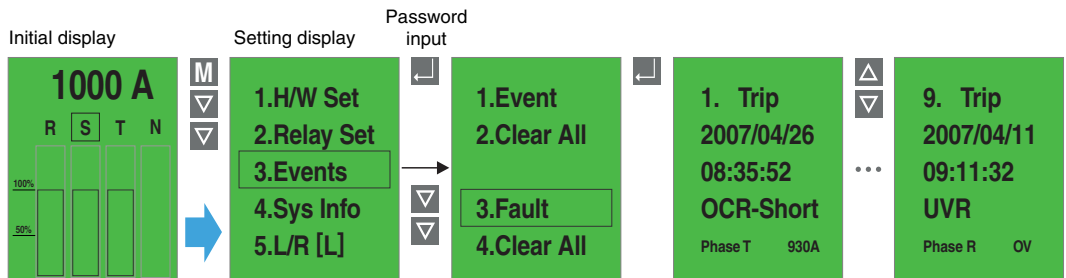 Initial display
1000 A
R S T N
100%
50%
M
Setting display
1.H/W Set
2.Relay Set
3.Events
4.Sys Info
5.L/R [L]
Password
input
1.Event
2.Clear All
3.Fault
4.Clear All
1. Trip
2007/04/26
08:35:52
OCR-Short
Phase T 930A
...
9. Trip
2007/04/11
09:11:32
UVR
Phase R OV